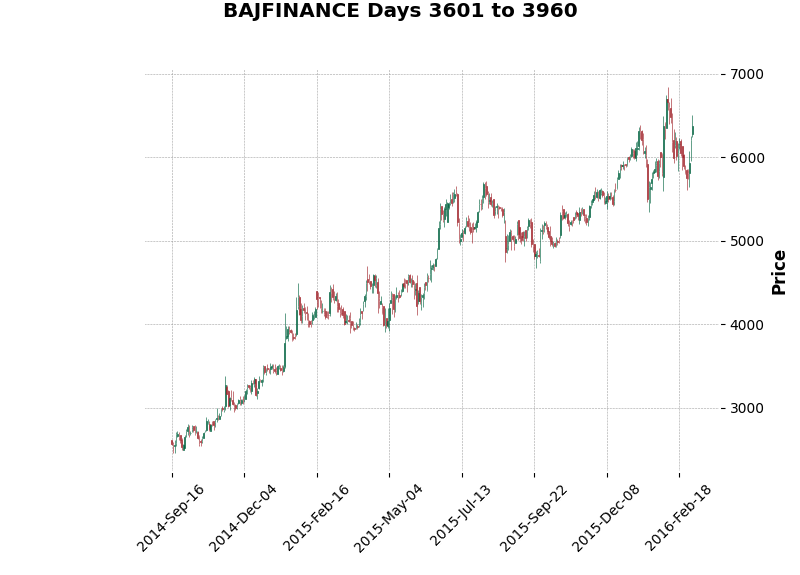 BAJFINANCE Days 3601 to 3960
7000
6000
5000
4000
3000
Price
2014-Sep-16
2014-Dec-04
2015-Feb-16
2015-May-04
2015-Jul-13
2015-Sep-22
2015-Dec-08
2016-Feb-18